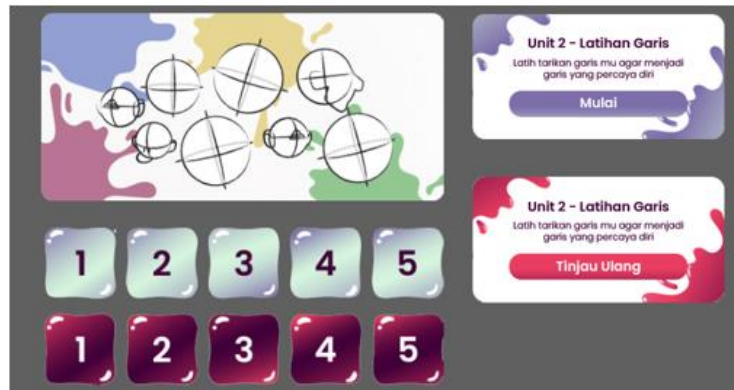 Unit 2 - Latihan Garis
Latih tarikan garis mu agar menjadi
garis yang percaya diri
Mulai
Unit 2 - Latihan Garis
Latih tarikan garis mu agar menjadi
garis yang percaya diri
Tinjau Ulang
1 2 3 4 5
1 2 3 4 5